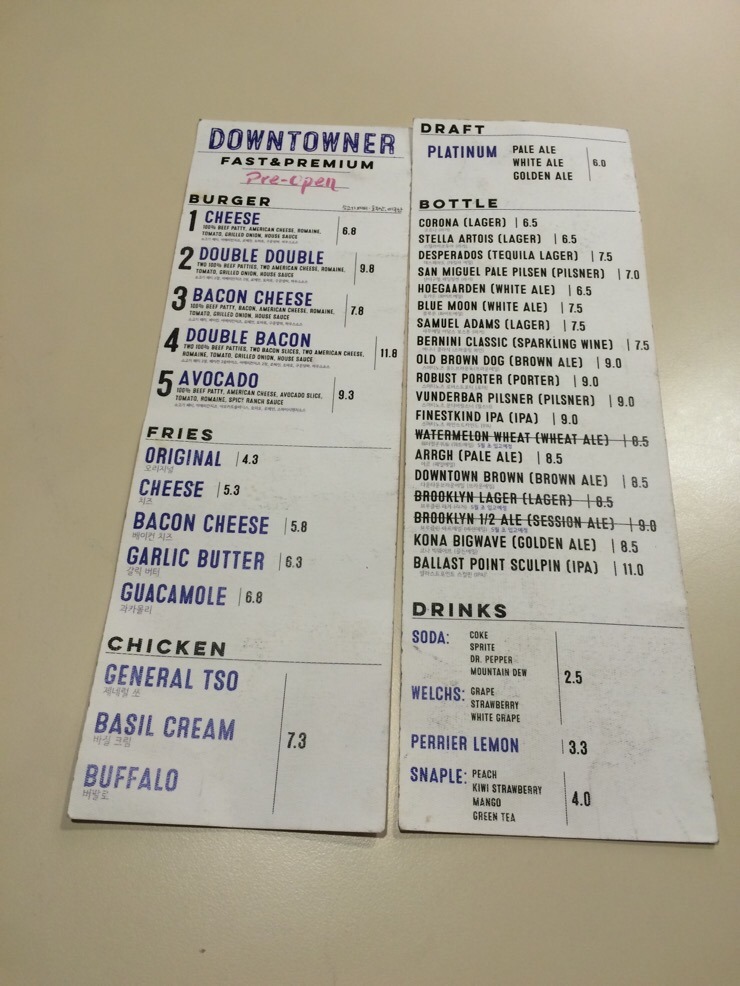 DOWNTOWNER
FAST&PREMIUM
Pre-open
BURGER
1 CHEESE 6.8
100% BEEF PATTY, AMERICAN CHEESE, ROMAINE,
TOMATO, GRILLED ONION, HOUSE SAUCE
2 DOUBLE DOUBLE 9.8
TWO 100% BEEF PATTIES, TWO AMERICAN CHEESE, ROMAINE,
TOMATO, GRILLED ONION, HOUSE SAUCE
3 BACON CHEESE 7.8
100% BEEF PATTY, BACON, AMERICAN CHEESE, ROMAINE,
TOMATO, GRILLED ONION, HOUSE SAUCE
4 DOUBLE BACON 11.8
TWO 100% BEEF PATTIES, TWO BACON SLICES, TWO AMERICAN CHEESE,
ROMAINE, TOMATO, GRILLED ONION, HOUSE SAUCE
5 AVOCADO 9.3
100% BEEF PATTY, AMERICAN CHEESE, AVOCADO SLICE,
TOMATO, ROMAINE, SPICY RANCH SAUCE
FRIES
ORIGINAL 4.3
오리지널
CHEESE 5.3
치즈
BACON CHEESE 5.8
베이컨 치즈
GARLIC BUTTER 6.3
갈릭 버터
GUACAMOLE 6.8
과카몰리
CHICKEN
GENERAL TSO
제네럴 쏘
BASIL CREAM 7.3
바질 크림
BUFFALO
버팔로
DRAFT
PLATINUM PALE ALE
WHITE ALE 6.0
GOLDEN ALE
BOTTLE
CORONA (LAGER) 6.5
STELLA ARTOIS (LAGER) 6.5
DESPERADOS (TEQUILA LAGER) 7.5
SAN MIGUEL PALE PILSEN (PILSNER) 7.0
HOEGAARDEN (WHITE ALE) 6.5
BLUE MOON (WHITE ALE) 7.5
SAMUEL ADAMS (LAGER) 7.5
BERNINI CLASSIC (SPARKLING WINE) 7.5
OLD BROWN DOG (BROWN ALE) 9.0
ROBUST PORTER (PORTER) 9.0
VUNDERBAR PILSNER (PILSNER) 9.0
FINESTKIND IPA (IPA) 9.0
WATERMELON WHEAT (WHEAT ALE) 8.5
ARRGH (PALE ALE) 8.5
DOWNTOWN BROWN (BROWN ALE) 8.5
BROOKLYN LAGER (LAGER) 8.5
BROOKLYN 1/2 ALE (SESSION ALE) 9.0
KONA BIGWAVE (GOLDEN ALE) 8.5
BALLAST POINT SCULPIN (IPA) 11.0
DRINKS
SODA: COKE
SPRITE
DR. PEPPER
MOUNTAIN DEW
2.5
WELCHS: GRAPE
STRAWBERRY
WHITE GRAPE
PERRIER LEMON 3.3
SNAPLE: PEACH
KIWI STRAWBERRY
MANGO 4.0
GREEN TEA